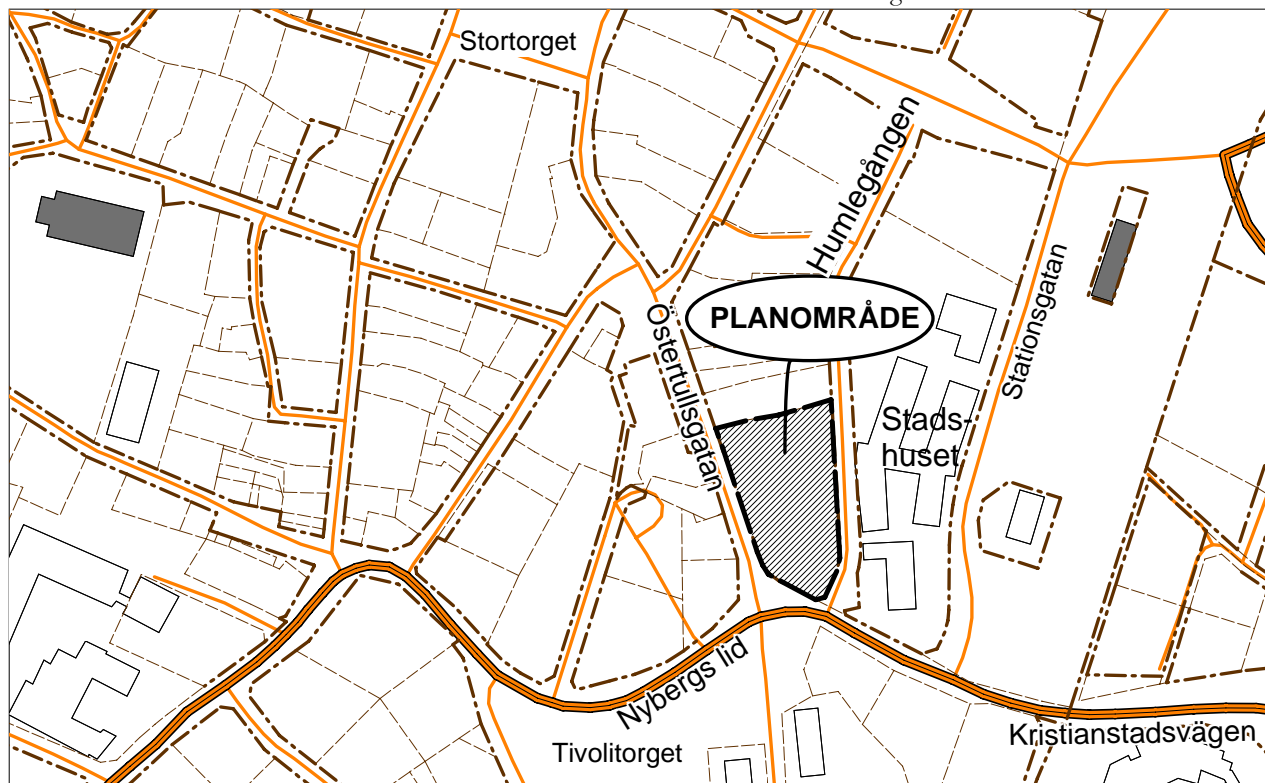 Stortorget
Humlegången
PLANOMRÅDE
Östertullsgatan
Stationsgatan
Stads-
huset
Nybergs lid
Tivolitorget
Kristianstadsvägen